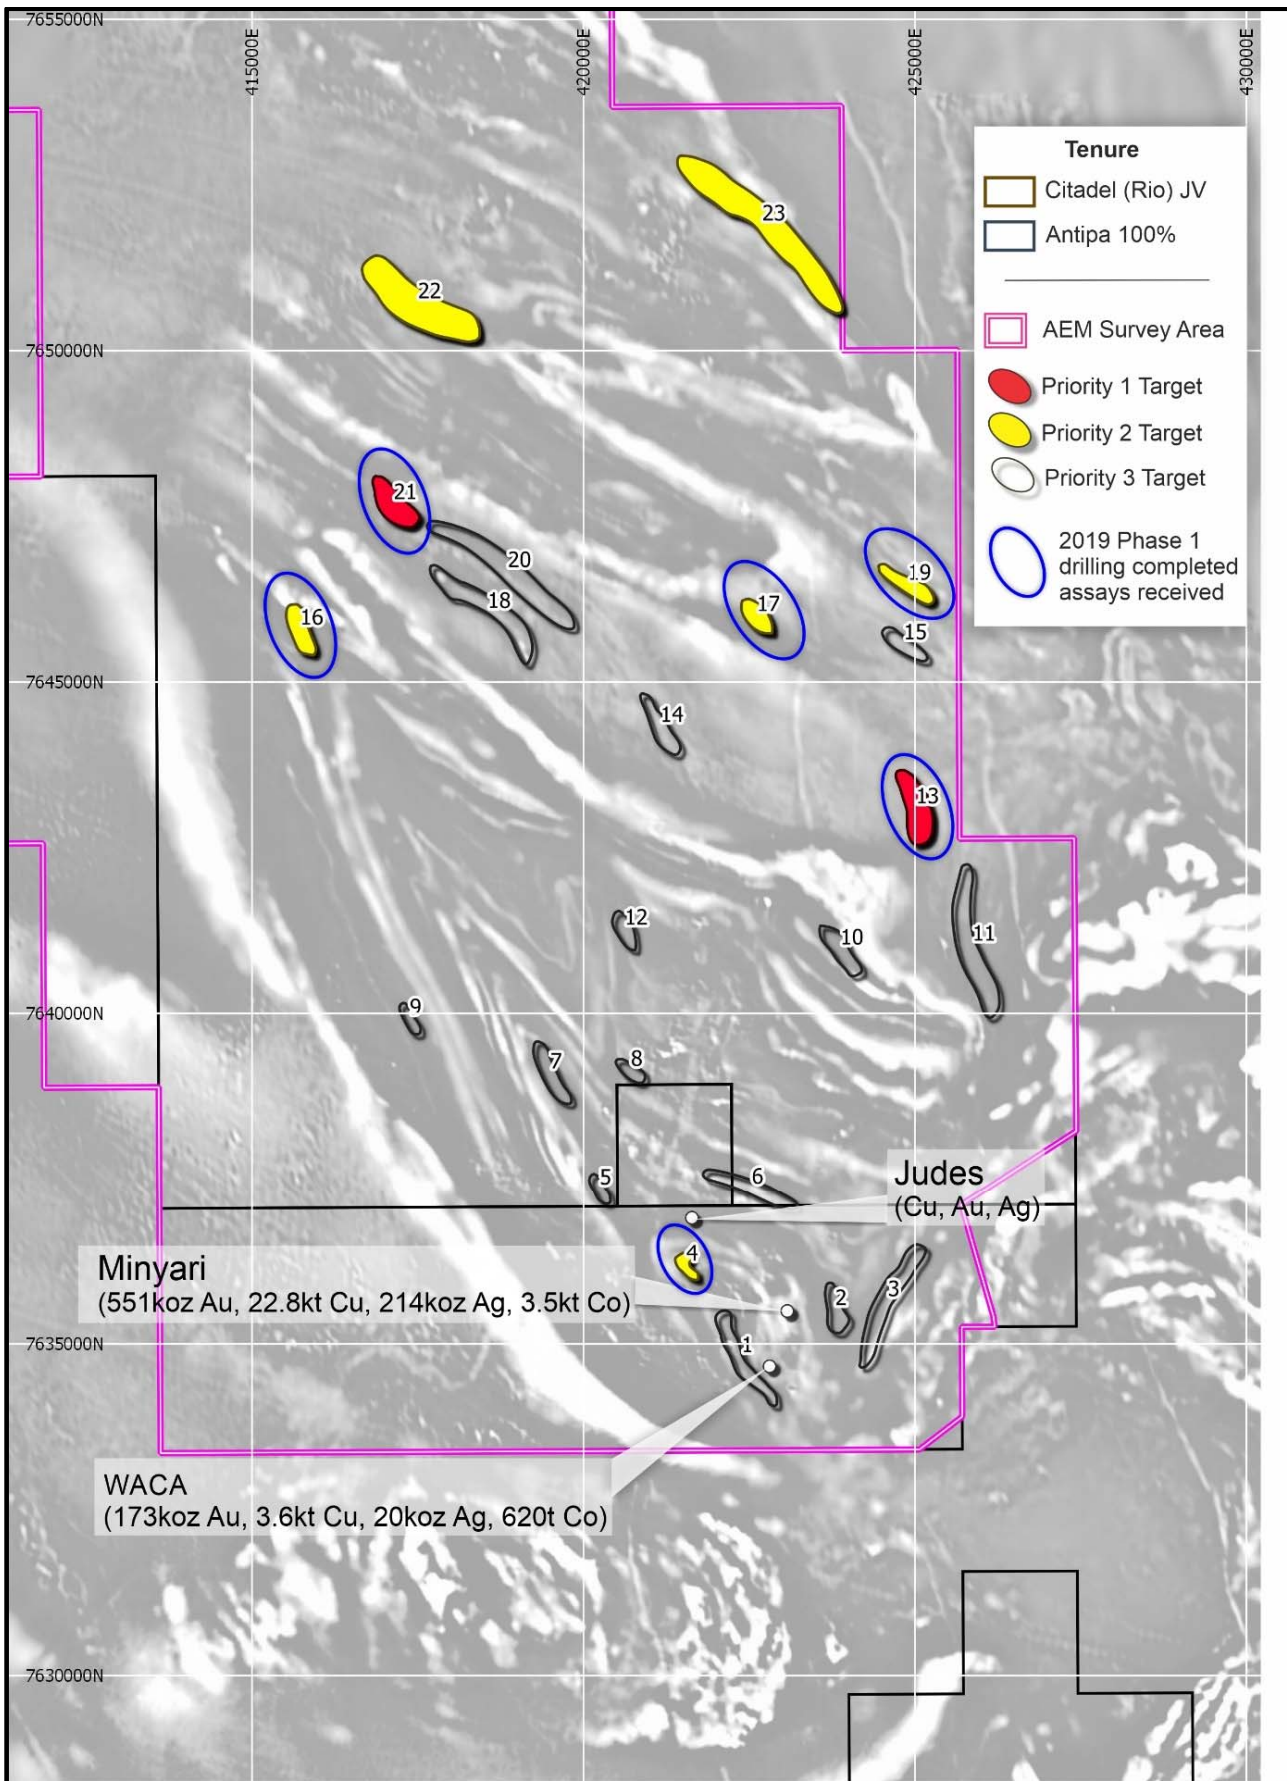 7655000N
415000E
420000E
425000E
430000E
Tenure
Citadel (Rio) JV
Antipa 100%
AEM Survey Area
Priority 1 Target
Priority 2 Target
Priority 3 Target
2019 Phase 1
drilling completed
assays received
23
22
7650000N
21
20
19
18
17
16
15
7645000N
14
13
12
11
10
9
7640000N
8
7
6
5
Judes
(Cu, Au, Ag)
4
Minyari
(551koz Au, 22.8kt Cu, 214koz Ag, 3.5kt Co)
3
2
1
7635000N
WACA
(173koz Au, 3.6kt Cu, 20koz Ag, 620t Co)
7630000N